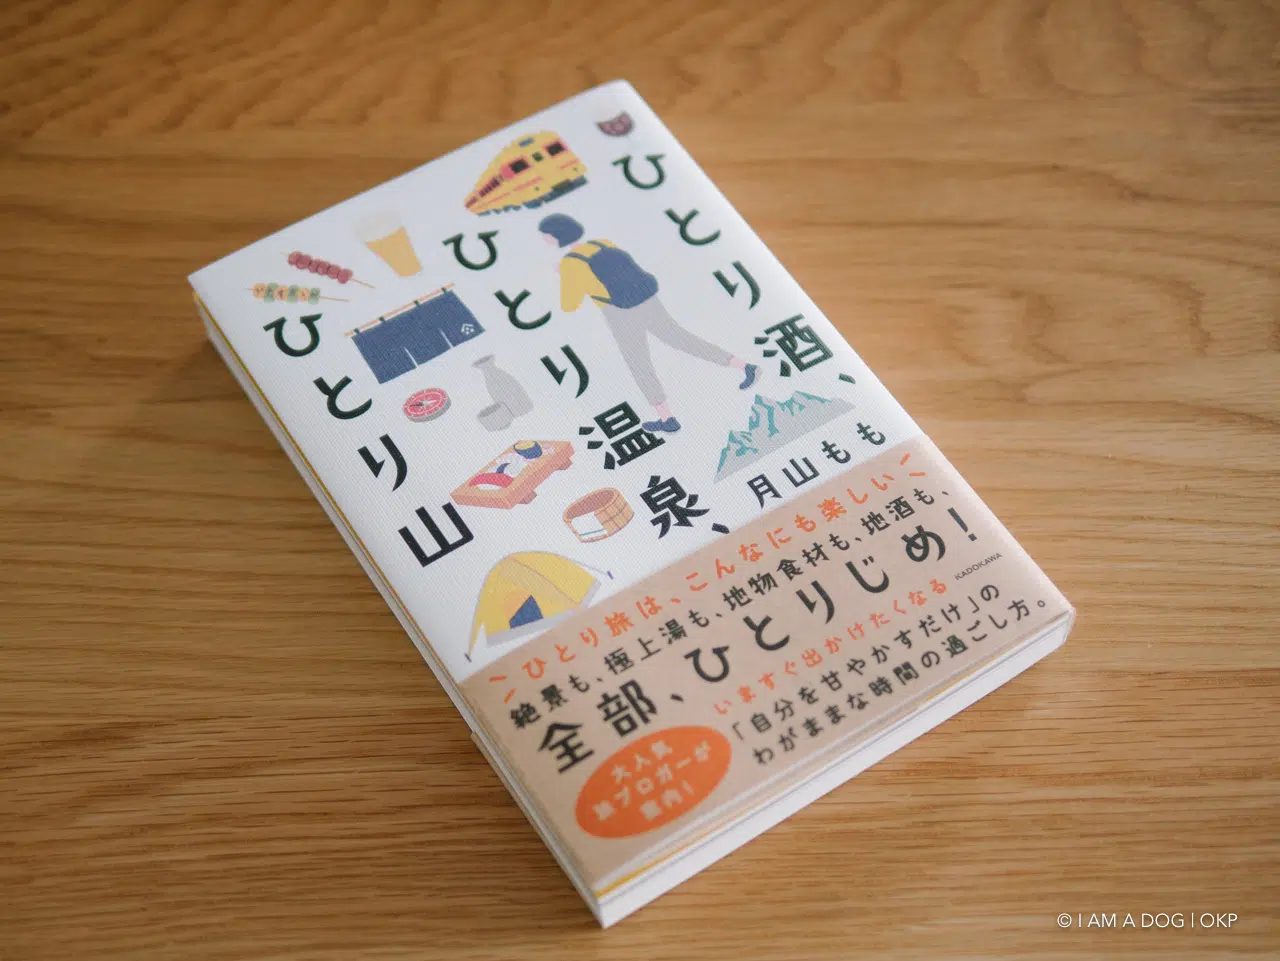 ひとり酒、
ひとり温泉、
ひとり山
月山もも
ひとり旅は、こんなにも楽しい
絶景も、極上湯も、地物食材も、地酒も、
全部、ひとりじめ！
KADOKAWA
いますぐ出かけたくなる
「自分を甘やかすだけ」の
わがままな時間の過ごし方。
大人気
旅ブロガーが
案内！
© I AM A DOG | OKP